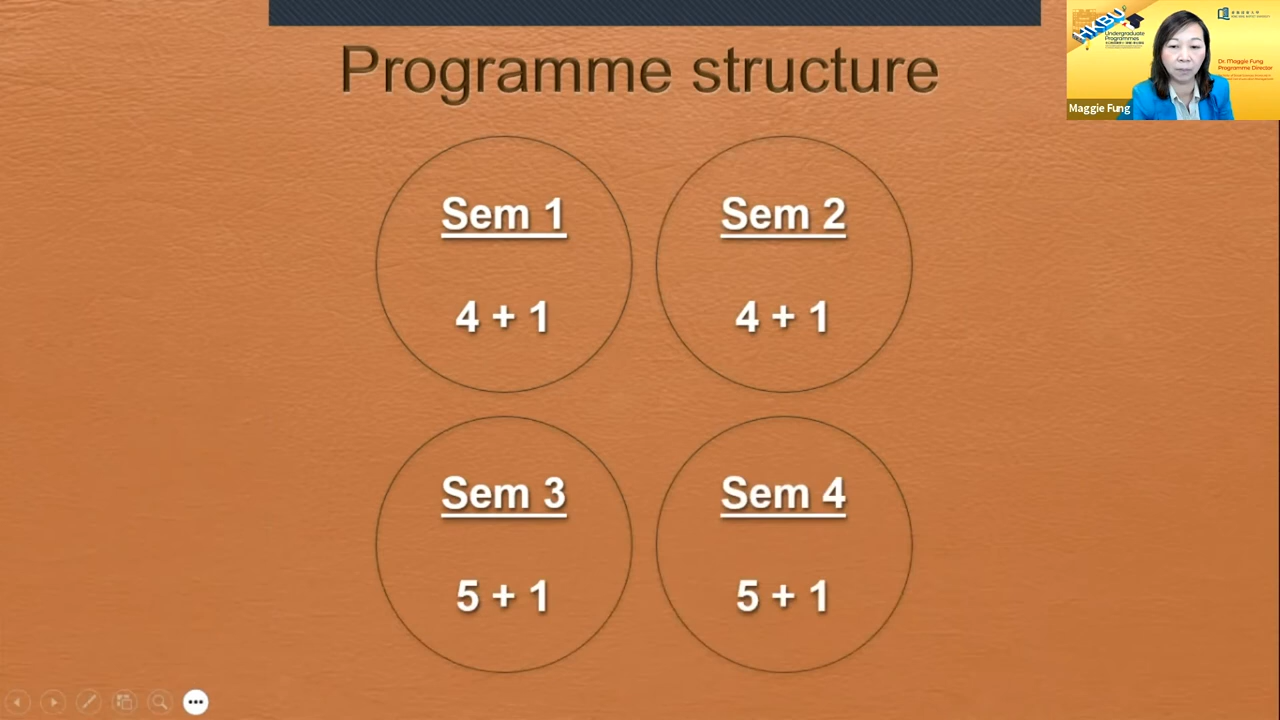 Programme structure
Sem 1
4 + 1
Sem 2
4 + 1
Sem 3
5 + 1
Sem 4
5 + 1
HKBU
Undergraduate
Programmes
Dr. Maggie Fung
Programme Director
Maggie Fung